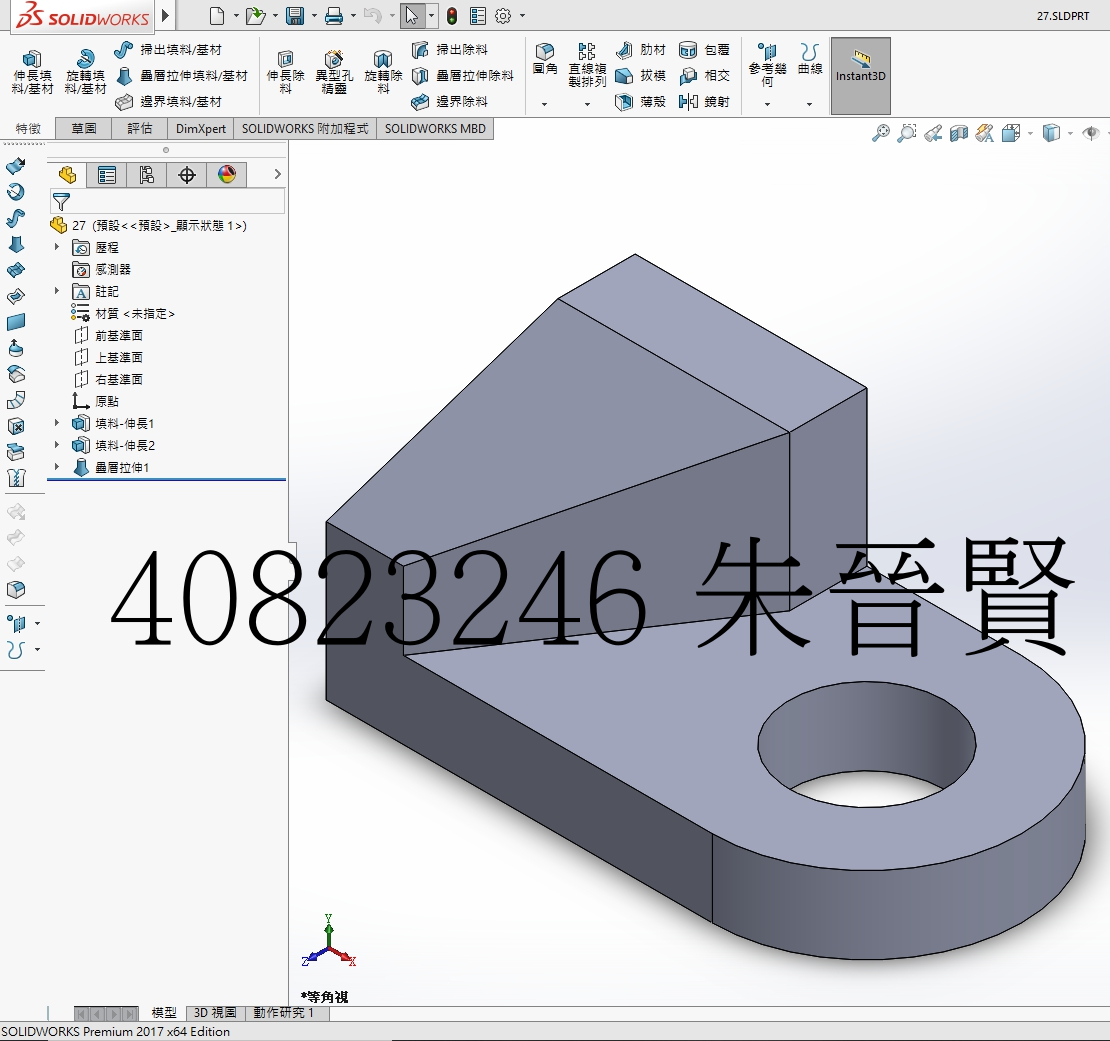 SOLIDWORKS
27.SLDPRT
伸長填料/基材
旋轉填料/基材
掃出填料/基材
疊層拉伸填料/基材
邊界填料/基材
伸長除料
異型孔精靈
旋轉除料
掃出除料
疊層拉伸除料
邊界除料
圓角
直線複製排列
肋材
拔模
薄殼
包覆
相交
鏡射
參考幾何
曲線
Instant3D
特徵 草圖 評估 DimXpert SOLIDWORKS 附加程式 SOLIDWORKS MBD
27 (預設<<預設>_顯示狀態 1>)
歷程
感測器
註記
材質 <未指定>
前基準面
上基準面
右基準面
原點
填料-伸長1
填料-伸長2
疊層拉伸1
40823246 朱晉賢
Y
Z
X
*等角視
模型 3D 視圖 動作研究 1
SOLIDWORKS Premium 2017 x64 Edition